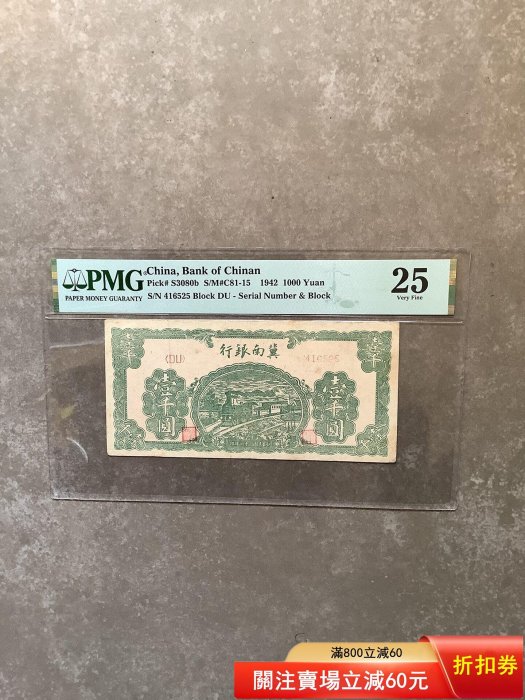 PMG
PAPER MONEY GUARANTY
China, Bank of Chinan
Pick# S3080b S/M#C81-15 1942 1000 Yuan
S/N 416525 Block DU - Serial Number & Block
25
Very Fine
行銀南冀
(DU)
416525
壹千圓
壹千圓
滿800立減60
關注賣場立減60元
折扣券